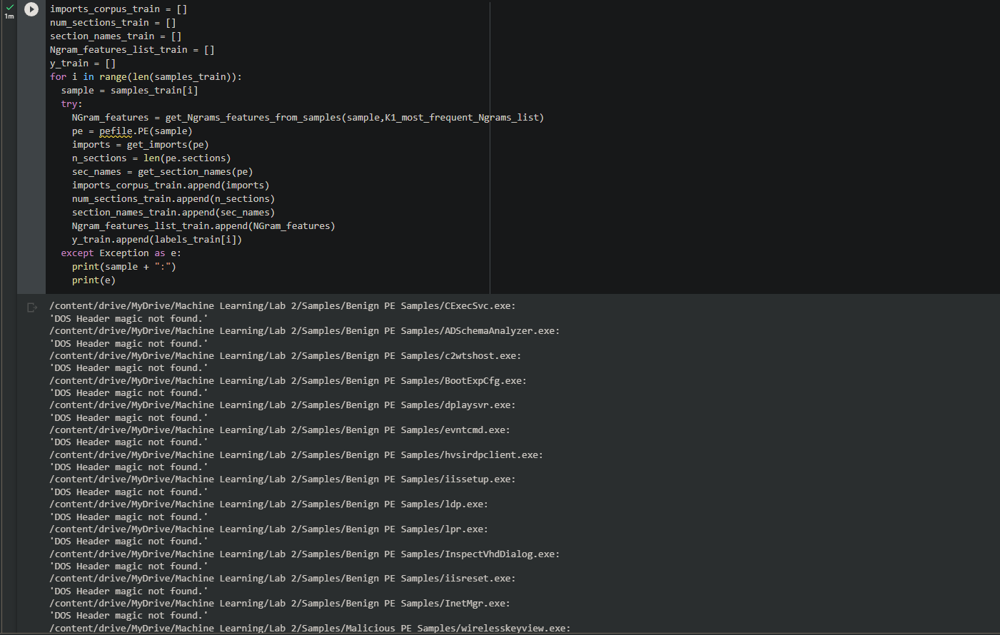 1m
imports_corpus_train = []
num_sections_train = []
section_names_train = []
Ngram_features_list_train = []
y_train = []
for i in range(len(samples_train)):
  sample = samples_train[i]
  try:
    NGram_features = get_Ngrams_features_from_samples(sample,K1_most_frequent_Ngrams_list)
    pe = pefile.PE(sample)
    imports = get_imports(pe)
    n_sections = len(pe.sections)
    sec_names = get_section_names(pe)
    imports_corpus_train.append(imports)
    num_sections_train.append(n_sections)
    section_names_train.append(sec_names)
    Ngram_features_list_train.append(NGram_features)
    y_train.append(labels_train[i])
  except Exception as e:
    print(sample + ":")
    print(e)
/content/drive/MyDrive/Machine Learning/Lab 2/Samples/Benign PE Samples/CExecSvc.exe:
'DOS Header magic not found.'
/content/drive/MyDrive/Machine Learning/Lab 2/Samples/Benign PE Samples/ADSchemaAnalyzer.exe:
'DOS Header magic not found.'
/content/drive/MyDrive/Machine Learning/Lab 2/Samples/Benign PE Samples/c2wtshost.exe:
'DOS Header magic not found.'
/content/drive/MyDrive/Machine Learning/Lab 2/Samples/Benign PE Samples/BootExpCfg.exe:
'DOS Header magic not found.'
/content/drive/MyDrive/Machine Learning/Lab 2/Samples/Benign PE Samples/dplaysvr.exe:
'DOS Header magic not found.'
/content/drive/MyDrive/Machine Learning/Lab 2/Samples/Benign PE Samples/evntcmd.exe:
'DOS Header magic not found.'
/content/drive/MyDrive/Machine Learning/Lab 2/Samples/Benign PE Samples/hvsirdpclient.exe:
'DOS Header magic not found.'
/content/drive/MyDrive/Machine Learning/Lab 2/Samples/Benign PE Samples/iissetup.exe:
'DOS Header magic not found.'
/content/drive/MyDrive/Machine Learning/Lab 2/Samples/Benign PE Samples/ldp.exe:
'DOS Header magic not found.'
/content/drive/MyDrive/Machine Learning/Lab 2/Samples/Benign PE Samples/lpr.exe:
'DOS Header magic not found.'
/content/drive/MyDrive/Machine Learning/Lab 2/Samples/Benign PE Samples/InspectVhdDialog.exe:
'DOS Header magic not found.'
/content/drive/MyDrive/Machine Learning/Lab 2/Samples/Benign PE Samples/iisreset.exe:
'DOS Header magic not found.'
/content/drive/MyDrive/Machine Learning/Lab 2/Samples/Benign PE Samples/InetMgr.exe:
'DOS Header magic not found.'
/content/drive/MyDrive/Machine Learning/Lab 2/Samples/Malicious PE Samples/wirelesskeyview.exe: